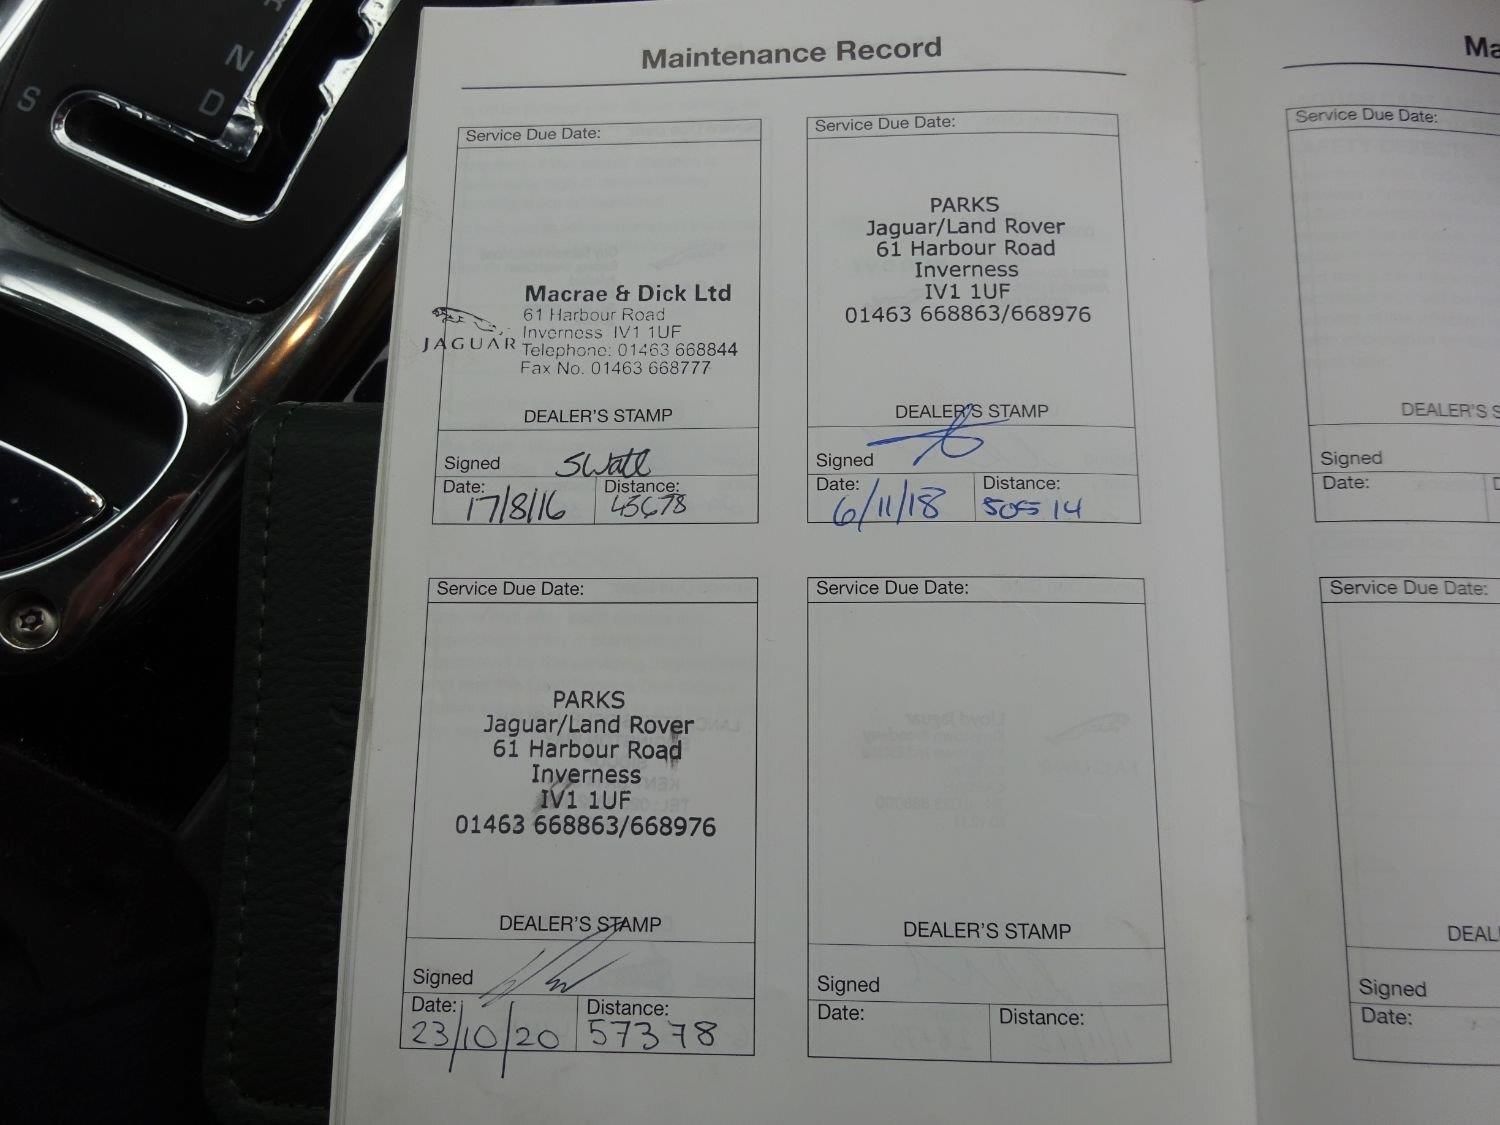 S
N
D
Maintenance Record
Service Due Date:
JAGUAR
Macrae & Dick Ltd
61 Harbour Road
Inverness IV1 1UF
Telephone: 01463 668844
Fax No. 01463 668777
DEALER'S STAMP
Signed
Swatt
Date: Distance:
17/8/16 43678
Service Due Date:
PARKS
Jaguar/Land Rover
61 Harbour Road
Inverness
IV1 1UF
01463 668863/668976
DEALER'S STAMP
Signed
Date: Distance:
6/11/18 50514
Service Due Date:
PARKS
Jaguar/Land Rover
61 Harbour Road
Inverness
IV1 1UF
01463 668863/668976
DEALER'S STAMP
Signed
Date: Distance:
23/10/20 57378
Service Due Date:
DEALER'S STAMP
Signed
Date: Distance:
Ma
Service Due Date:
DEALER'S S
Signed
Date:
Service Due Date:
DEAL
Signed
Date: